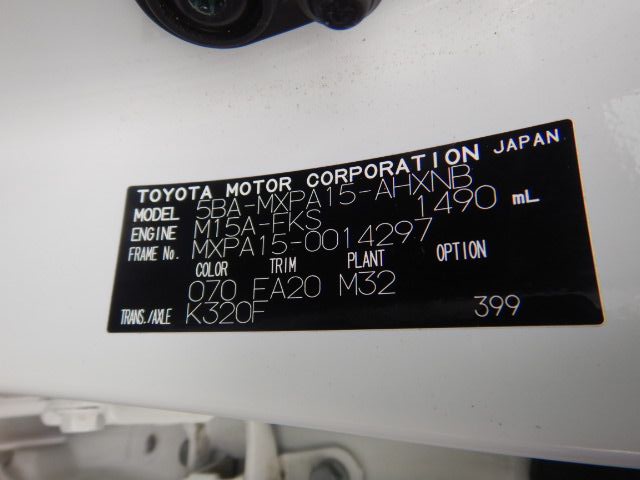 TOYOTA MOTOR CORPORATION JAPAN
MODEL 5BA-MXPA15-AHXNB
ENGINE M15A-FKS 1490 mL
FRAME No. MXPA15-0014297
COLOR TRIM PLANT OPTION
070 EA20 M32
TRANS./AXLE K320F 399